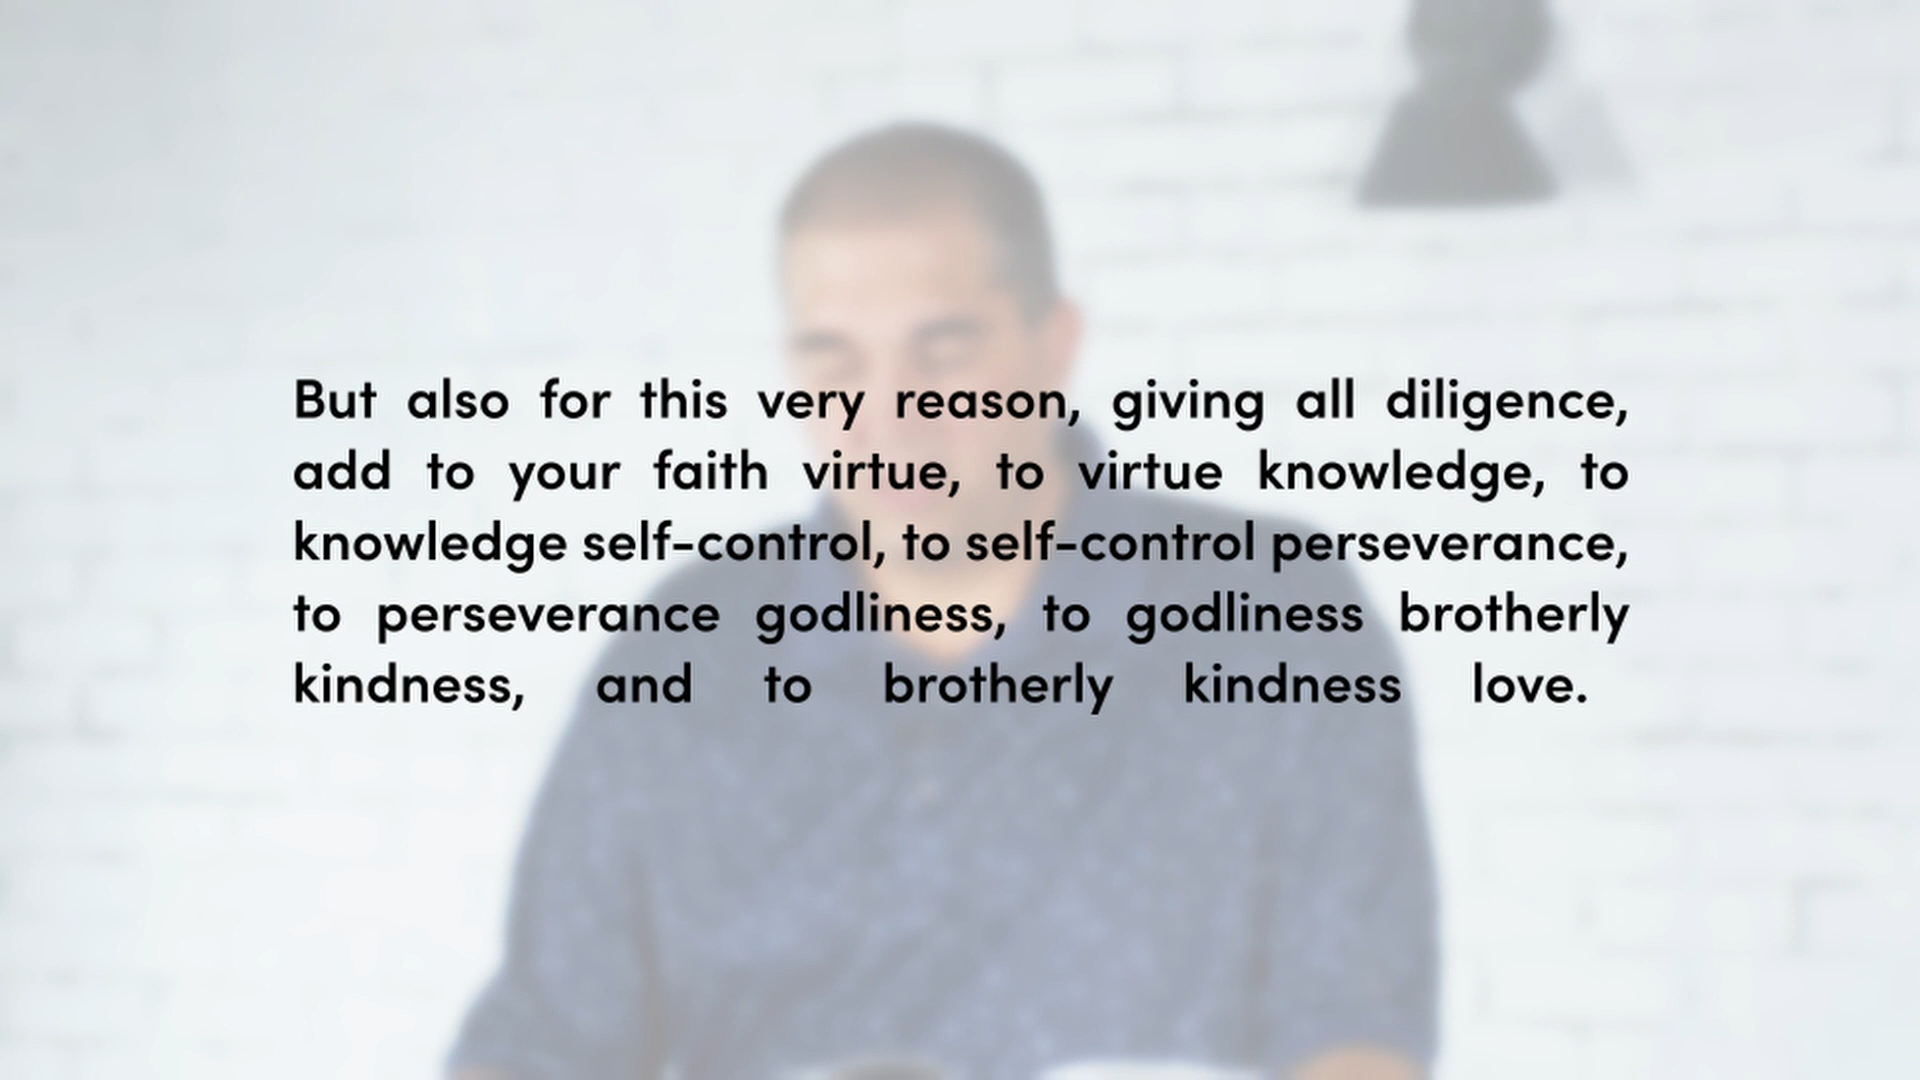 But also for this very reason, giving all diligence,
add to your faith virtue, to virtue knowledge, to
knowledge self-control, to self-control perseverance,
to perseverance godliness, to godliness brotherly
kindness, and to brotherly kindness love.